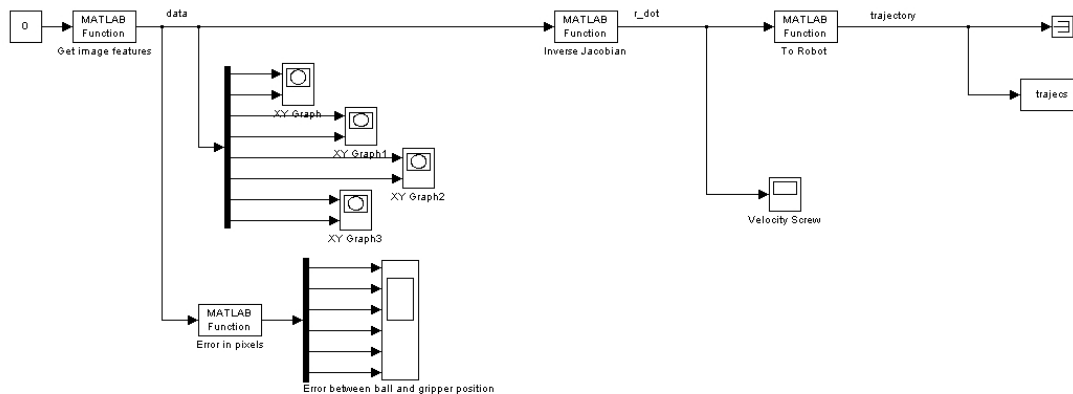 0
MATLAB
Function
Get image features
data
MATLAB
Function
Inverse Jacobian
r_dot
MATLAB
Function
To Robot
trajectory
trajecs
XY Graph
XY Graph1
XY Graph2
XY Graph3
Velocity Screw
MATLAB
Function
Error in pixels
Error between ball and gripper position